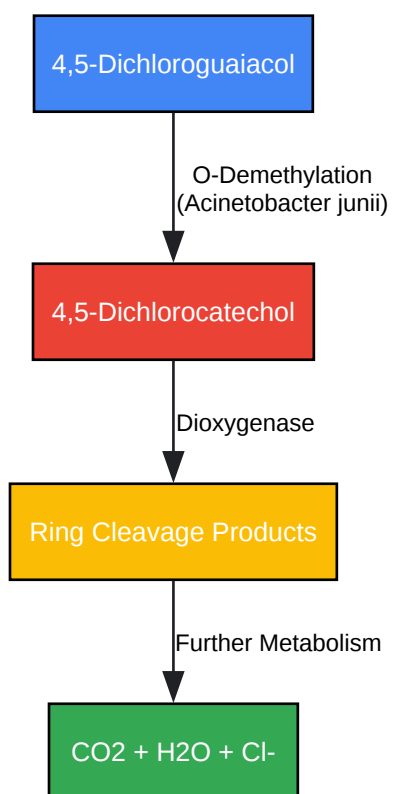 4,5-Dichloroguaiacol
O-Demethylation
(Acinetobacter junii)
4,5-Dichlorocatechol
Dioxygenase
Ring Cleavage Products
Further Metabolism
CO2 + H2O + Cl-